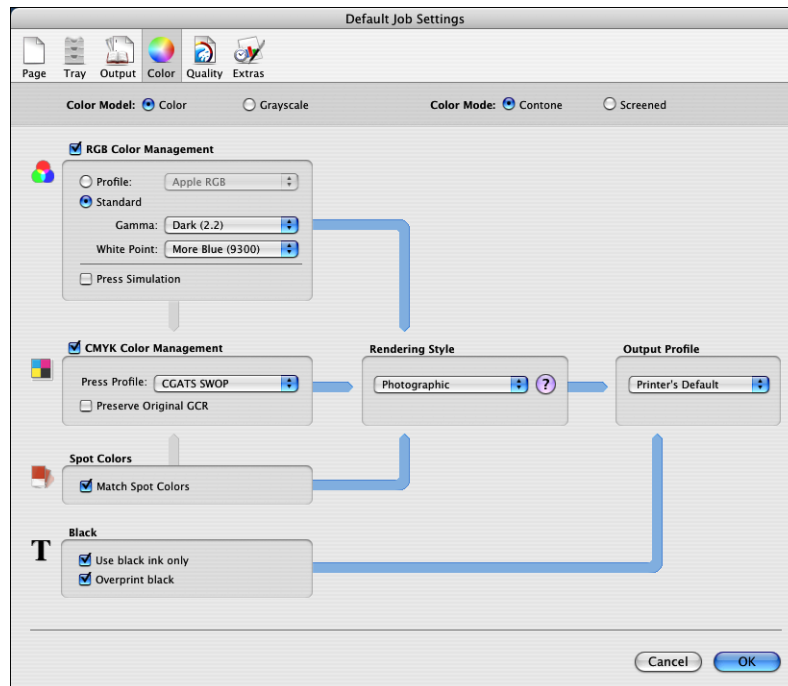 Default Job Settings
Page Tray Output Color Quality Extras
Color Model: Color Grayscale Color Mode: Contone Screened
RGB Color Management
Profile: Apple RGB
Standard
Gamma: Dark (2.2)
White Point: More Blue (9300)
Press Simulation
CMYK Color Management
Press Profile: CGATS SWOP
Preserve Original GCR
Rendering Style
Photographic ?
Output Profile
Printer's Default
Spot Colors
Match Spot Colors
Black
T
Use black ink only
Overprint black
Cancel OK